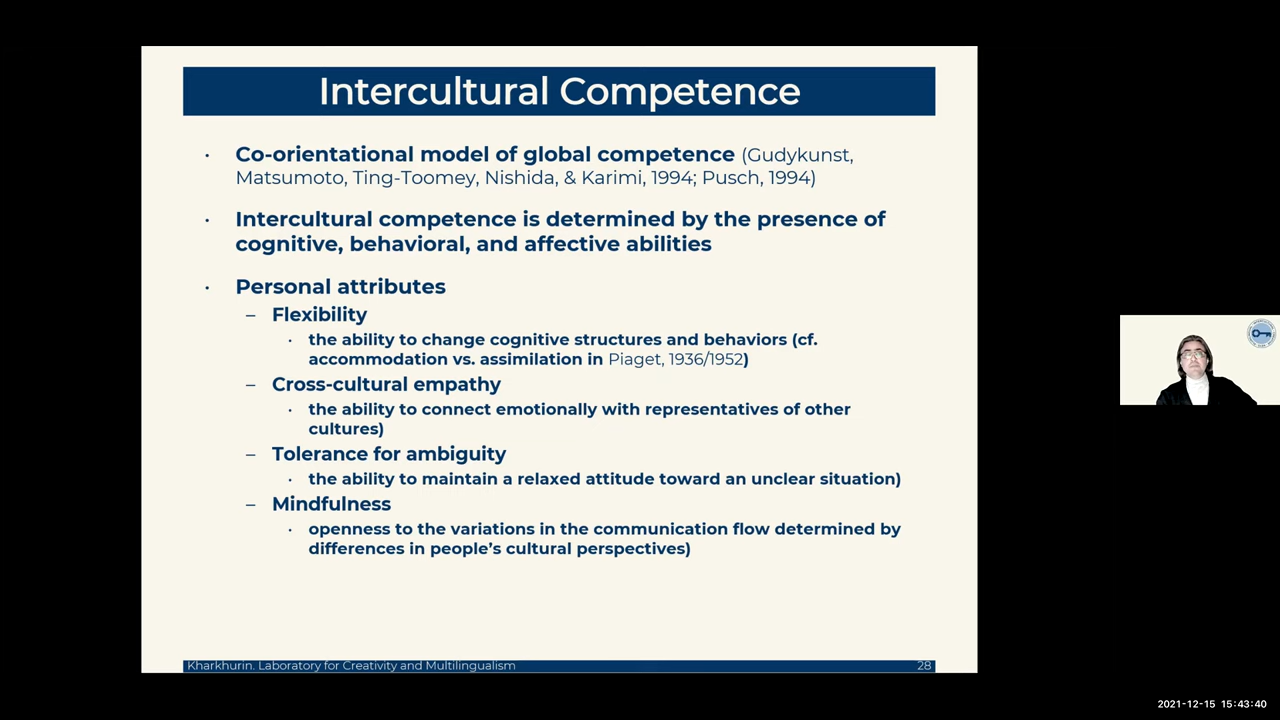 Intercultural Competence
· Co-orientational model of global competence (Gudykunst,
Matsumoto, Ting-Toomey, Nishida, & Karimi, 1994; Pusch, 1994)
· Intercultural competence is determined by the presence of
cognitive, behavioral, and affective abilities
· Personal attributes
– Flexibility
· the ability to change cognitive structures and behaviors (cf.
accommodation vs. assimilation in Piaget, 1936/1952)
– Cross-cultural empathy
· the ability to connect emotionally with representatives of other
cultures)
– Tolerance for ambiguity
· the ability to maintain a relaxed attitude toward an unclear situation)
– Mindfulness
· openness to the variations in the communication flow determined by
differences in people’s cultural perspectives)
Kharkhurin. Laboratory for Creativity and Multilingualism
28
2021-12-15 15:43:40